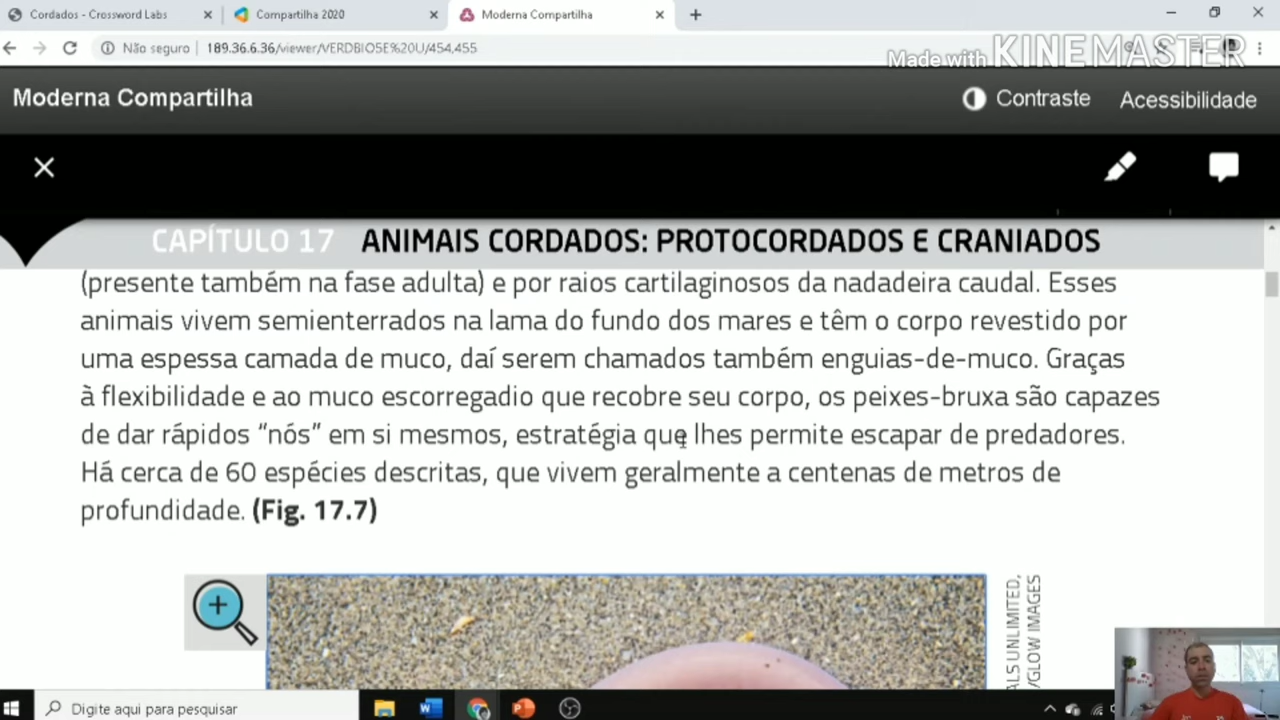 Cordados - Crossword Labs
Compartilha 2020
Moderna Compartilha
Não seguro
189.36.6.36/viewer/VERDBIO5E%20U/454,455
Made with KINEMASTER
Moderna Compartilha
Contraste
Acessibilidade
CAPÍTULO 17 ANIMAIS CORDADOS: PROTOCORDADOS E CRANIADOS
(presente também na fase adulta) e por raios cartilaginosos da nadadeira caudal. Esses
animais vivem semienterrados na lama do fundo dos mares e têm o corpo revestido por
uma espessa camada de muco, daí serem chamados também enguias-de-muco. Graças
à flexibilidade e ao muco escorregadio que recobre seu corpo, os peixes-bruxa são capazes
de dar rápidos “nós” em si mesmos, estratégia que lhes permite escapar de predadores.
Há cerca de 60 espécies descritas, que vivem geralmente a centenas de metros de
profundidade. (Fig. 17.7)
UNLIMITED,
/GLOW IMAGES
Digite aqui para pesquisar